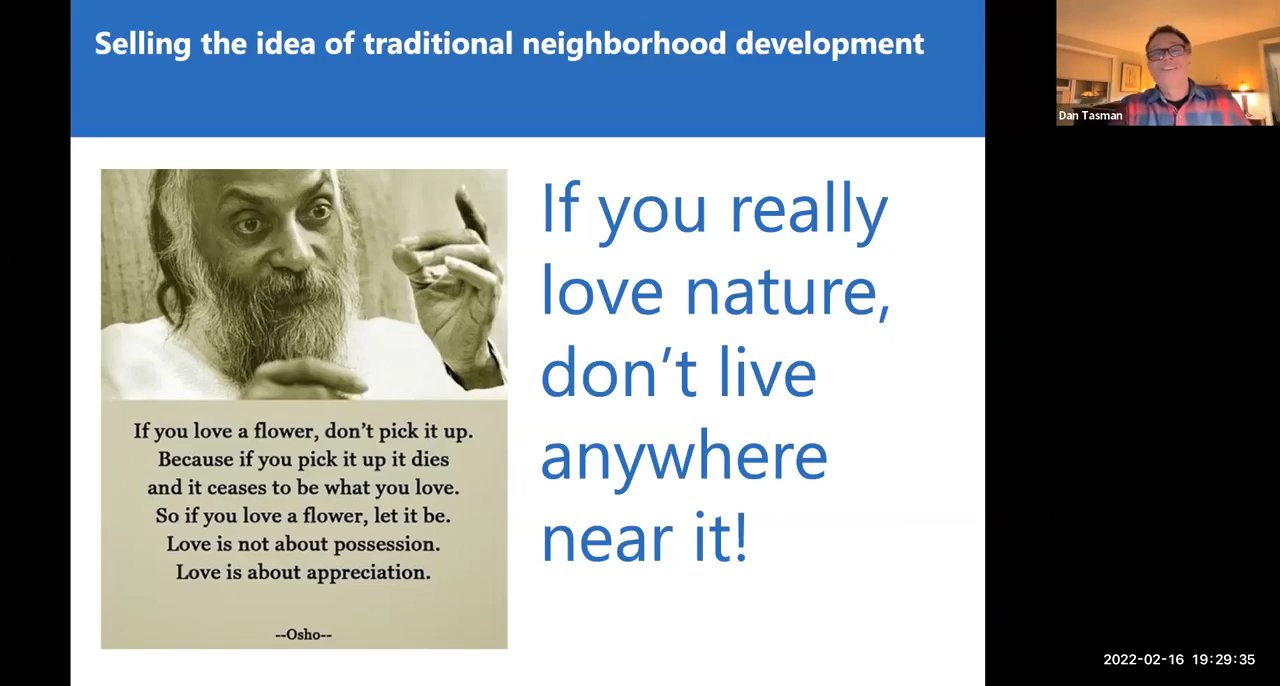 Selling the idea of traditional neighborhood development
Dan Tasman
If you really
love nature,
don’t live
anywhere
near it!
If you love a flower, don’t pick it up.
Because if you pick it up it dies
and it ceases to be what you love.
So if you love a flower, let it be.
Love is not about possession.
Love is about appreciation.
--Osho--
2022-02-16 19:29:35